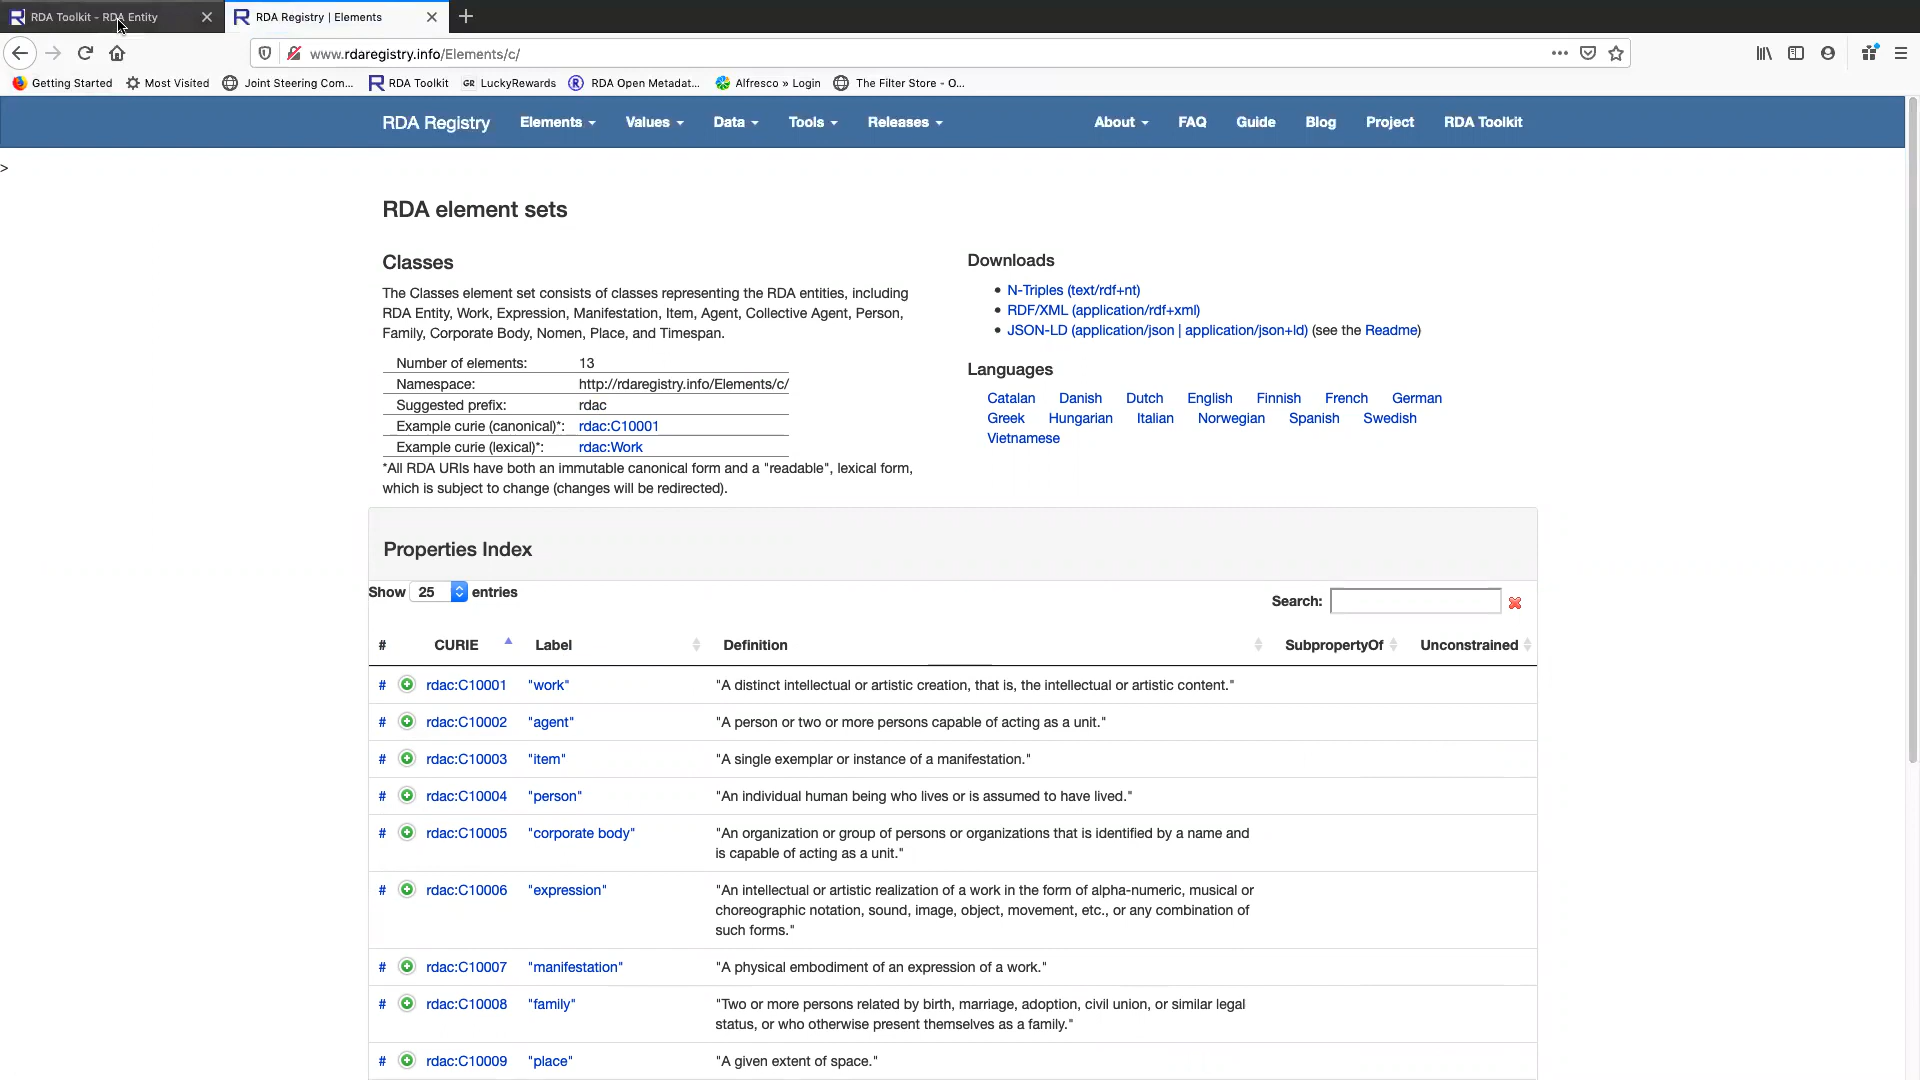 RDA Toolkit - RDA Entity
RDA Registry | Elements
www.rdaregistry.info/Elements/c/
Getting Started Most Visited Joint Steering Com... RDA Toolkit GR LuckyRewards RDA Open Metadat... Alfresco » Login The Filter Store - O...
RDA Registry Elements Values Data Tools Releases About FAQ Guide Blog Project RDA Toolkit
>
RDA element sets
Classes
The Classes element set consists of classes representing the RDA entities, including
RDA Entity, Work, Expression, Manifestation, Item, Agent, Collective Agent, Person,
Family, Corporate Body, Nomen, Place, and Timespan.
Number of elements: 13
Namespace: http://rdaregistry.info/Elements/c/
Suggested prefix: rdac
Example curie (canonical)*: rdac:C10001
Example curie (lexical)*: rdac:Work
*All RDA URIs have both an immutable canonical form and a "readable", lexical form,
which is subject to change (changes will be redirected).
Downloads
• N-Triples (text/rdf+nt)
• RDF/XML (application/rdf+xml)
• JSON-LD (application/json | application/json+ld) (see the Readme)
Languages
Catalan Danish Dutch English Finnish French German
Greek Hungarian Italian Norwegian Spanish Swedish
Vietnamese
Properties Index
Show 25 entries
Search:
# CURIE Label Definition SubpropertyOf Unconstrained
# rdac:C10001 "work" "A distinct intellectual or artistic creation, that is, the intellectual or artistic content."
# rdac:C10002 "agent" "A person or two or more persons capable of acting as a unit."
# rdac:C10003 "item" "A single exemplar or instance of a manifestation."
# rdac:C10004 "person" "An individual human being who lives or is assumed to have lived."
# rdac:C10005 "corporate body" "An organization or group of persons or organizations that is identified by a name and
is capable of acting as a unit."
# rdac:C10006 "expression" "An intellectual or artistic realization of a work in the form of alpha-numeric, musical or
choreographic notation, sound, image, object, movement, etc., or any combination of
such forms."
# rdac:C10007 "manifestation" "A physical embodiment of an expression of a work."
# rdac:C10008 "family" "Two or more persons related by birth, marriage, adoption, civil union, or similar legal
status, or who otherwise present themselves as a family."
# rdac:C10009 "place" "A given extent of space."